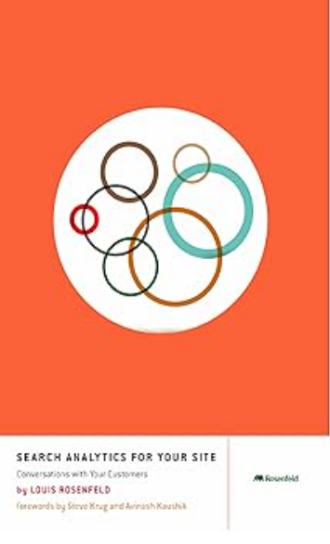 SEARCH ANALYTICS FOR YOUR SITE
Conversations with Your Customers
by LOUIS ROSENFELD
forewords by Steve Krug and Avinash Kaushik
Rosenfeld